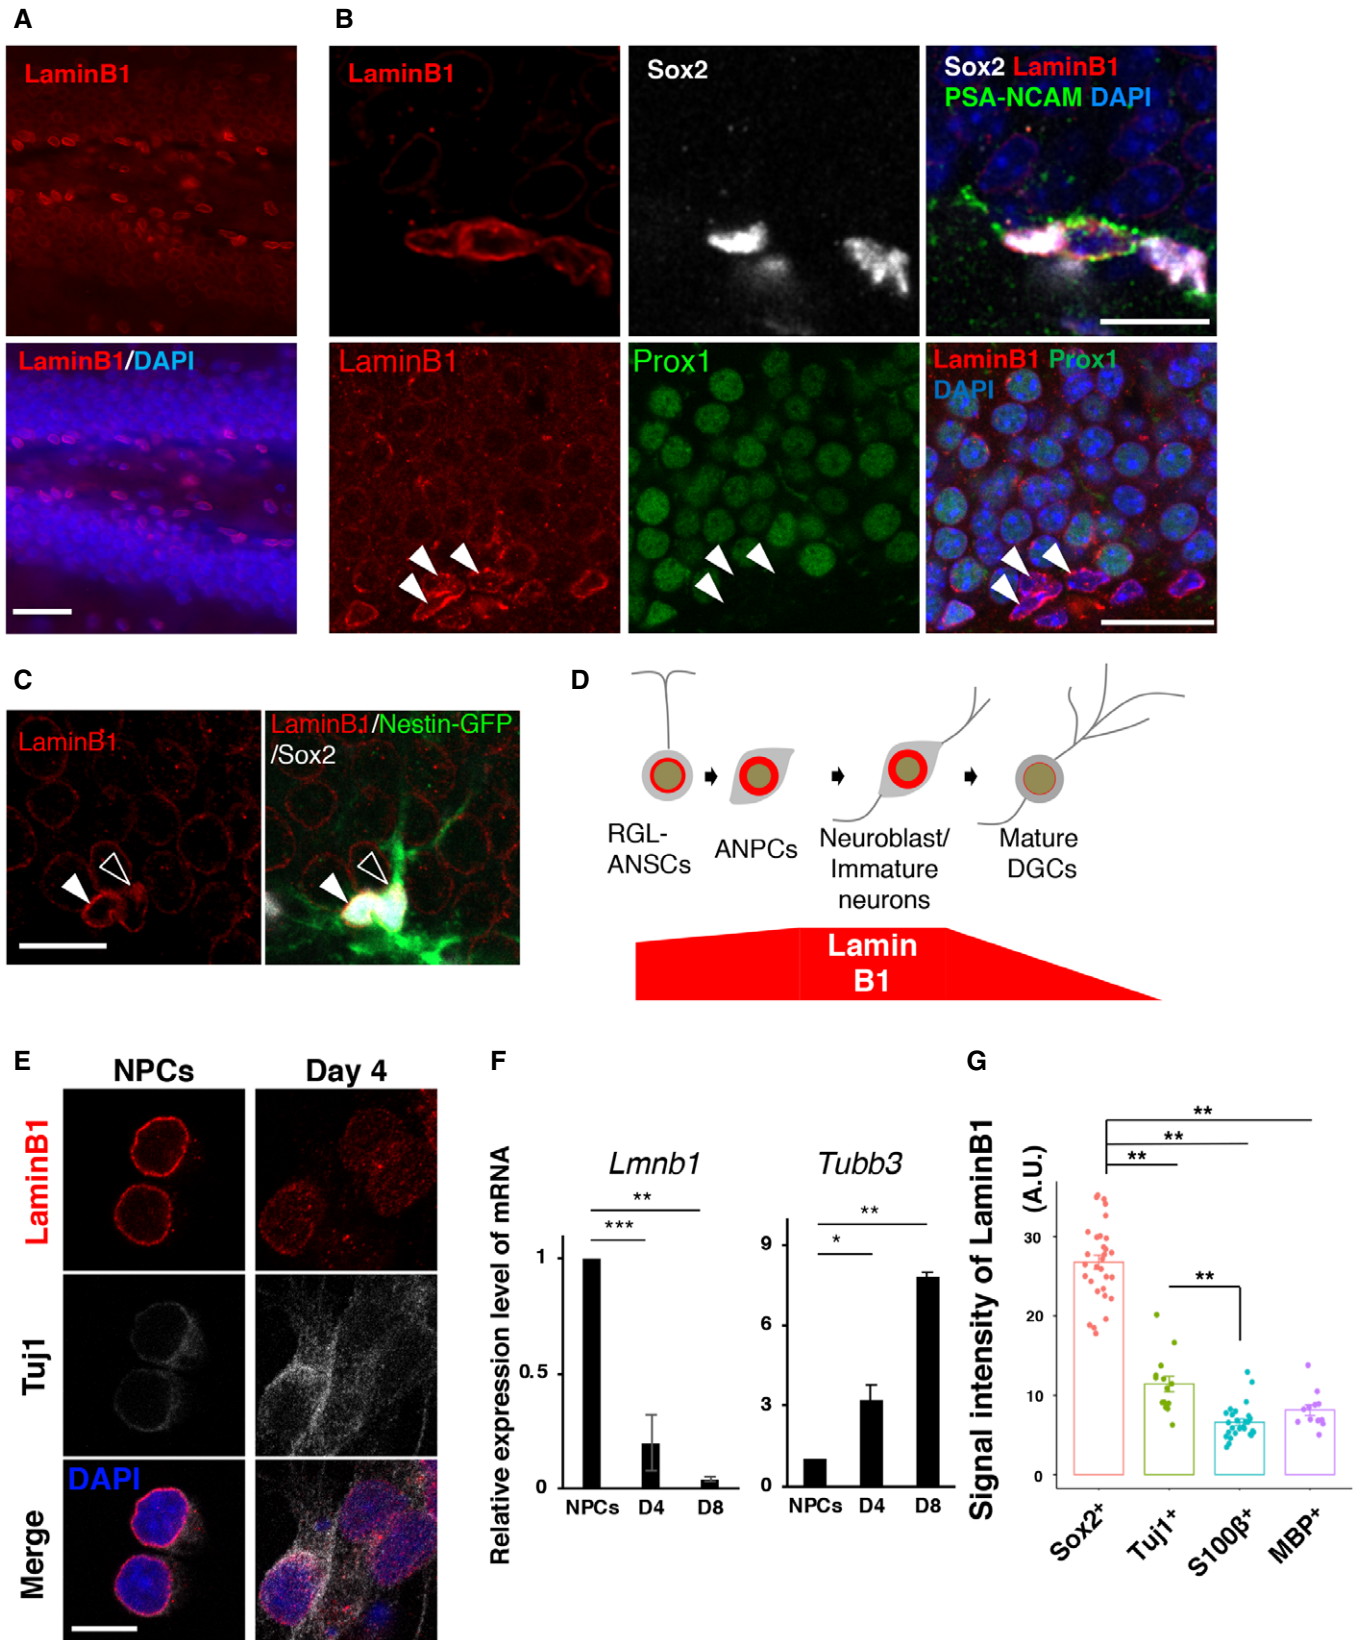 A
B
LaminB1
LaminB1
Sox2
Sox2 LaminB1
PSA-NCAM DAPI
LaminB1/DAPI
LaminB1
Prox1
LaminB1 Prox1
DAPI
C
D
LaminB1
LaminB1/Nestin-GFP
/Sox2
RGL-
ANSCs
ANPCs
Neuroblast/
Immature
neurons
Mature
DGCs
Lamin
B1
E
NPCs
Day 4
LaminB1
Tuj1
Merge
DAPI
F
Relative expression level of mRNA
Lmnb1
**
***
1
0.5
0
NPCs
D4
D8
Tubb3
**
*
9
6
3
0
NPCs
D4
D8
G
Signal intensity of LaminB1
(A.U.)
**
**
**
**
30
20
10
0
Sox2+
Tuj1+
S100β+
MBP+